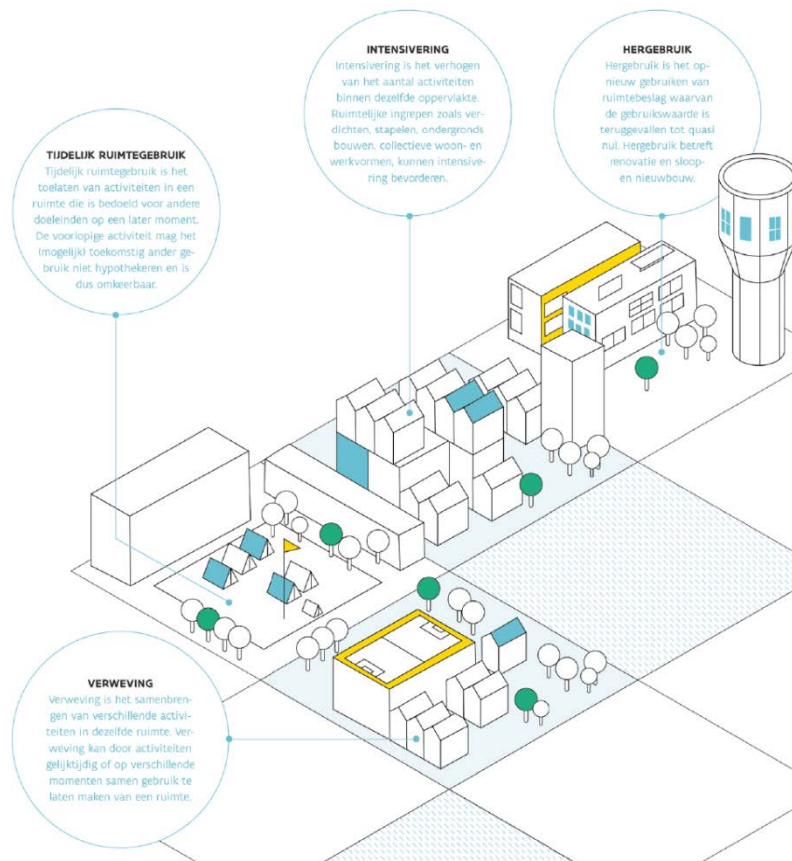 INTENSIVERING
Intensivering is het verhogen
van het aantal activiteiten
binnen dezelfde oppervlakte.
Ruimtelijke ingrepen zoals ver-
dichten, stapelen, ondergronds
bouwen, collectieve woon- en
werkvormen, kunnen intensive-
ring bevorderen.
HERGEBRUIK
Hergebruik is het op-
nieuw gebruiken van
ruimtebeslag waarvan
de gebruikswaarde is
teruggevallen tot quasi
nul. Hergebruik betreft
renovatie en sloop-
en nieuwbouw.
TIJDELIJK RUIMTEGEBRUIK
Tijdelijk ruimtegebruik is het
toelaten van activiteiten in een
ruimte die is bedoeld voor andere
doeleinden op een later moment.
De voorlopige activiteit mag het
(mogelijk) toekomstig ander ge-
bruik niet hypothekeren en is
dus omkeerbaar.
VERWEVING
Verweving is het samenbren-
gen van verschillende activi-
teiten in dezelfde ruimte. Ver-
weving kan door activiteiten
gelijktijdig of op verschillende
momenten samen gebruik te
laten maken van een ruimte.